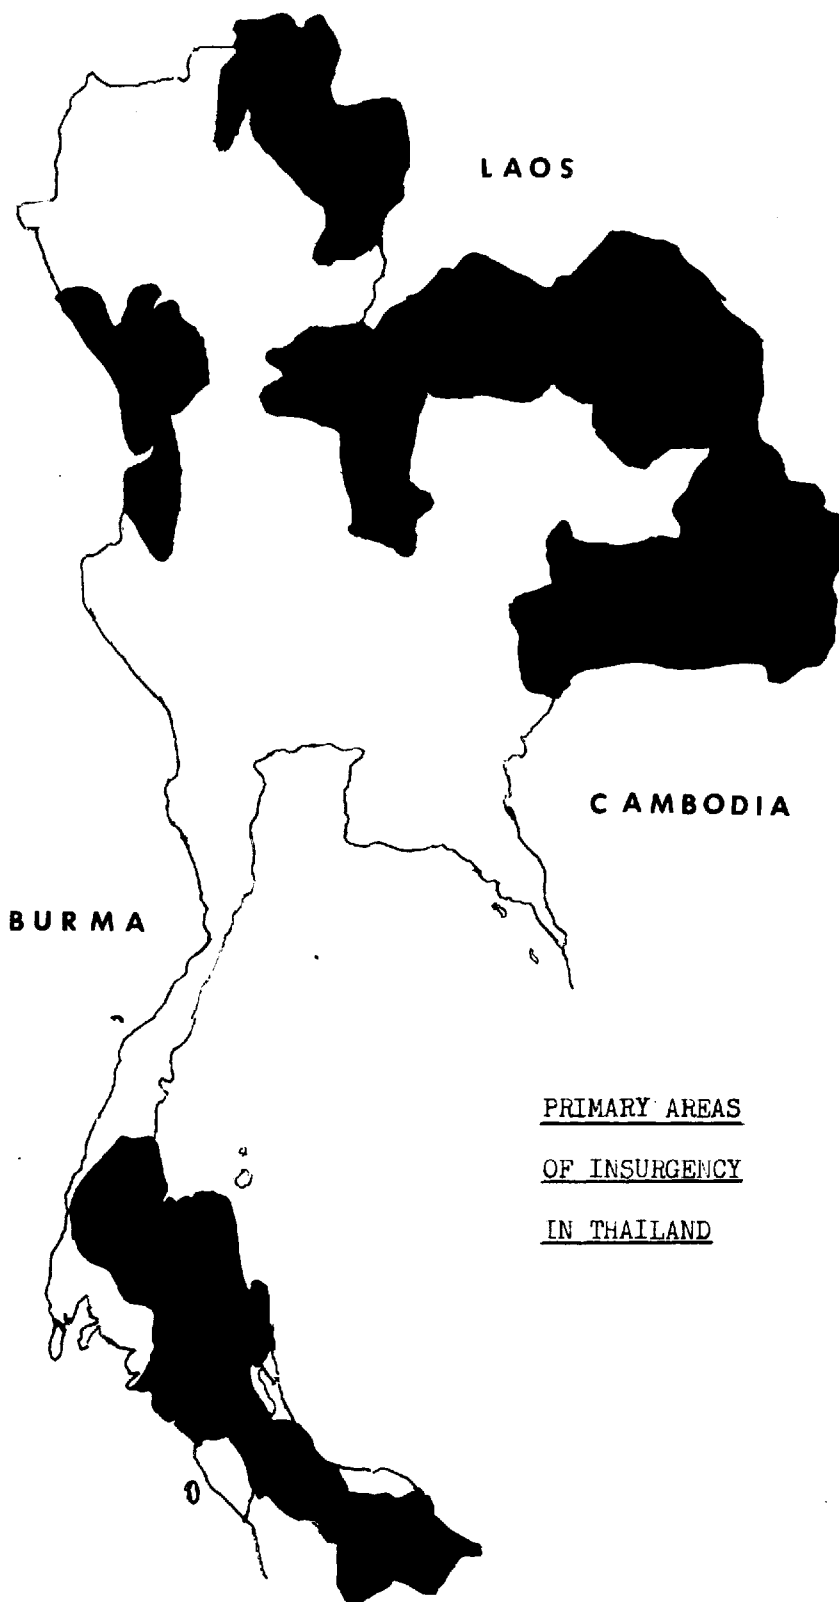 LAOS
CAMBODIA
BURMA
PRIMARY AREAS
OF INSURGENCY
IN THAILAND